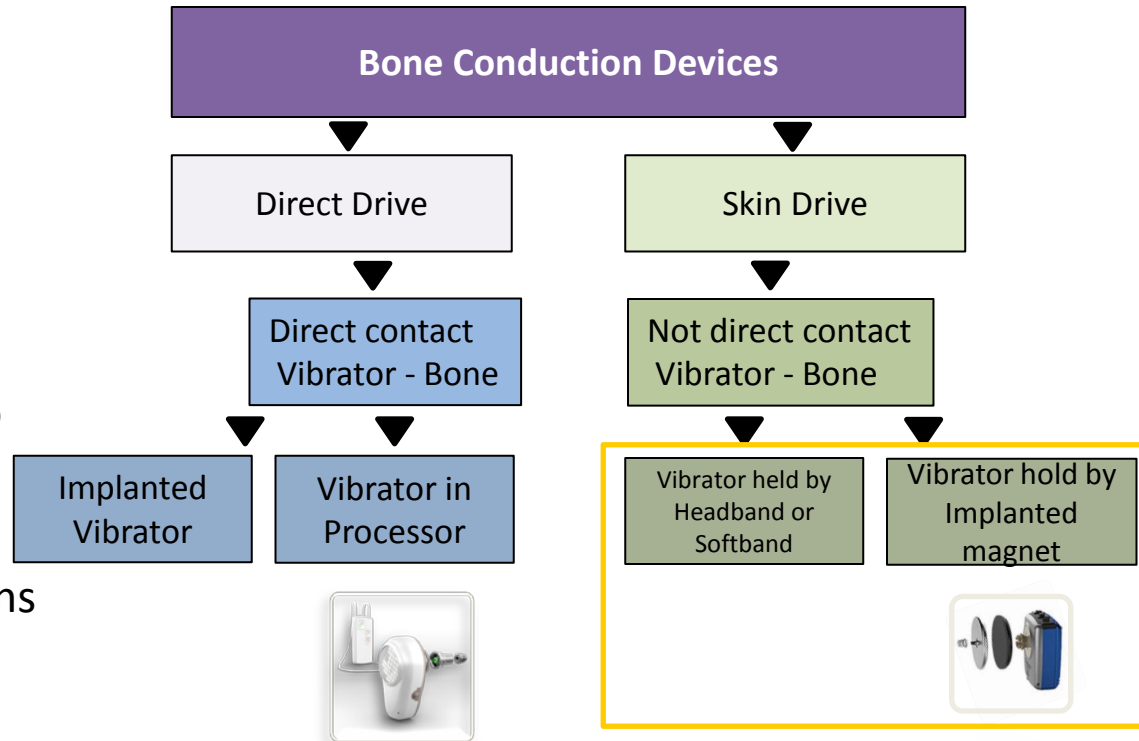 Bone Conduction Devices
Direct Drive
Skin Drive
Direct contact
Vibrator - Bone
Not direct contact
Vibrator - Bone
Implanted
Vibrator
Vibrator in
Processor
Vibrator held by
Headband or
Softband
Vibrator hold by
Implanted
magnet
ns